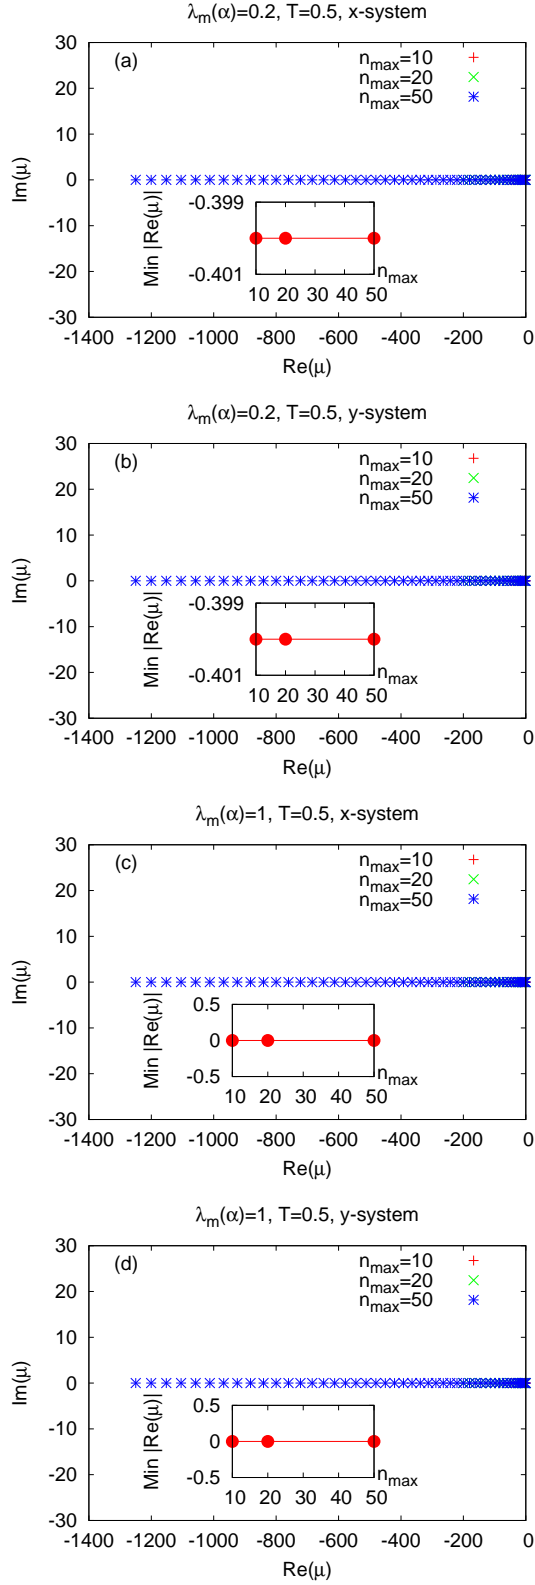 λm(α)=0.2, T=0.5, x-system
(a)
nmax=10
nmax=20
nmax=50
30
20
10
0
-10
-20
-30
Im(μ)
Min |Re(μ)|
-0.399
-0.401
10 20 30 40 50
nmax
-1400 -1200 -1000 -800 -600 -400 -200 0
Re(μ)
λm(α)=0.2, T=0.5, y-system
(b)
nmax=10
nmax=20
nmax=50
30
20
10
0
-10
-20
-30
Im(μ)
Min |Re(μ)|
-0.399
-0.401
10 20 30 40 50
nmax
-1400 -1200 -1000 -800 -600 -400 -200 0
Re(μ)
λm(α)=1, T=0.5, x-system
(c)
nmax=10
nmax=20
nmax=50
30
20
10
0
-10
-20
-30
Im(μ)
Min |Re(μ)|
0.5
0
-0.5
10 20 30 40 50
nmax
-1400 -1200 -1000 -800 -600 -400 -200 0
Re(μ)
λm(α)=1, T=0.5, y-system
(d)
nmax=10
nmax=20
nmax=50
30
20
10
0
-10
-20
-30
Im(μ)
Min |Re(μ)|
0.5
0
-0.5
10 20 30 40 50
nmax
-1400 -1200 -1000 -800 -600 -400 -200 0
Re(μ)